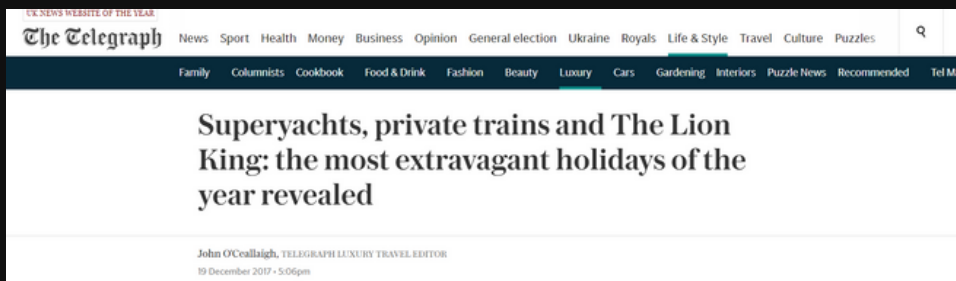 UK NEWS WEBSITE OF THE YEAR
The Telegraph News Sport Health Money Business Opinion General election Ukraine Royals Life & Style Travel Culture Puzzles
Family Columnists Cookbook Food & Drink Fashion Beauty Luxury Cars Gardening Interiors Puzzle News Recommended Tel M
Superyachts, private trains and The Lion
King: the most extravagant holidays of the
year revealed
John O'Ceallaigh, TELEGRAPH LUXURY TRAVEL EDITOR
19 December 2017 • 5:06pm